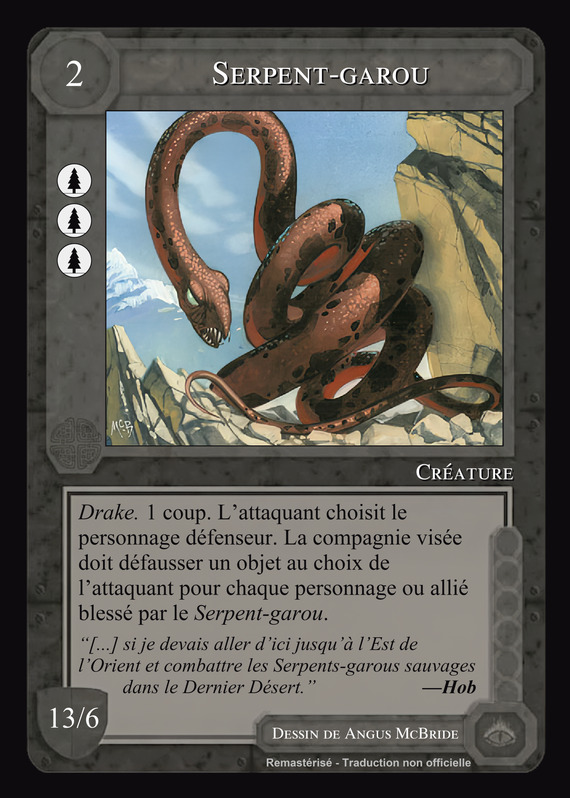 2
SERPENT-GAROU
McB
CRÉATURE
Drake. 1 coup. L’attaquant choisit le
personnage défenseur. La compagnie visée
doit défausser un objet au choix de
l’attaquant pour chaque personnage ou allié
blessé par le Serpent-garou.
“[...] si je devais aller d’ici jusqu’à l’Est de
l’Orient et combattre les Serpents-garous sauvages
dans le Dernier Désert.” —Hob
13/6
DESSIN DE ANGUS MCBRIDE
Remastérisé - Traduction non officielle